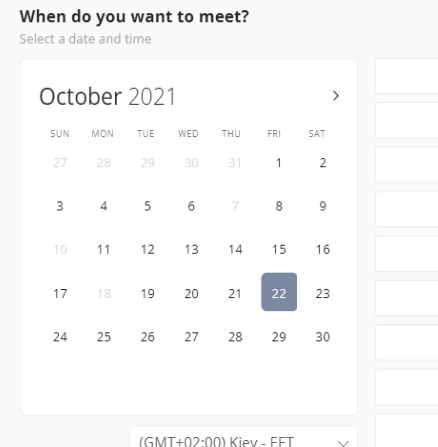 When do you want to meet?
Select a date and time
October 2021
SUN MON TUE WED THU FRI SAT
27 28 29 30 31 1 2
3 4 5 6 7 8 9
10 11 12 13 14 15 16
17 18 19 20 21 22 23
24 25 26 27 28 29 30
(GMT+02:00) Kiev - EET